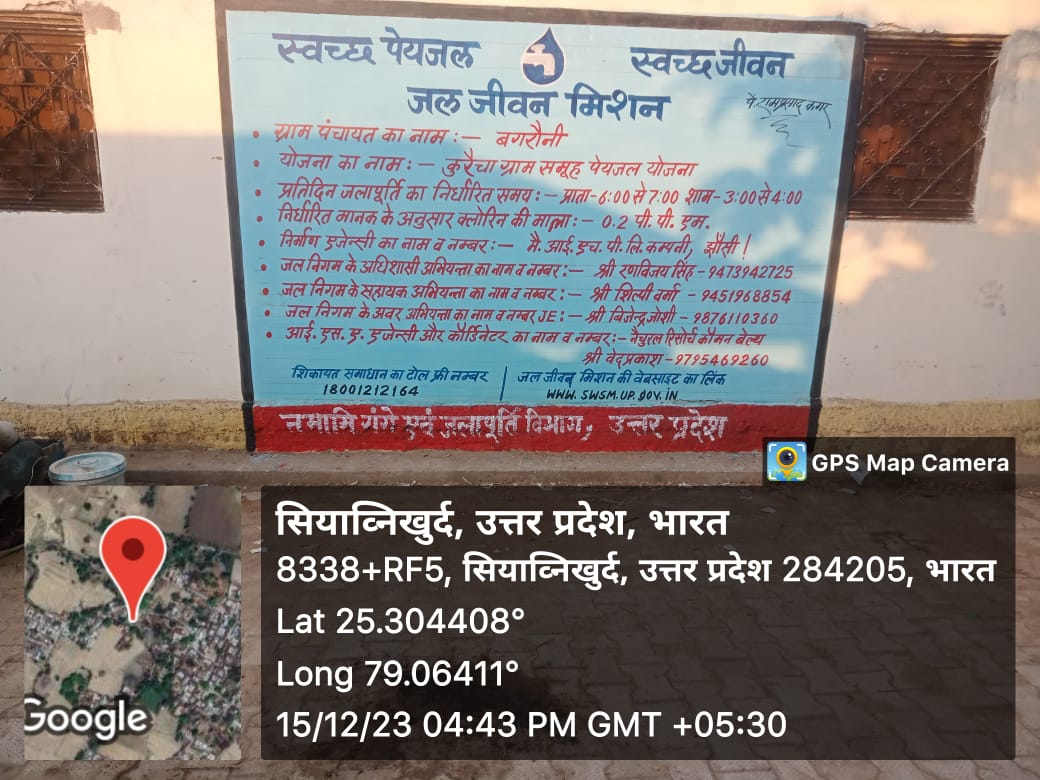 स्वच्छ पेयजल स्वच्छ जीवन
जल जीवन मिशन
पें. रामप्रसाद
• ग्राम पंचायत का नाम :— बगरौनी
• योजना का नाम :— कुरैचा ग्राम समूह पेयजल योजना
• प्रतिदिन जलापूर्ति का निर्धारित समय :— प्राता-6:00 से 7:00 शाम-3:00 से 4:00
• निर्धारित मानक के अनुसार क्लोरिन की मात्रा :— 0.2 पी. पी. एम.
• निर्माण एजेन्सी का नाम व नम्बर :— मै. आई. एच. पी. लि. कम्पनी, झाँसी!
• जल निगम के अधिशासी अभियन्ता का नाम व नम्बर :— श्री रणविजय सिंह-9473942725
• जल निगम के सहायक अभियन्ता का नाम व नम्बर :— श्री शिल्पी वर्मा - 9451968854
• जल निगम के अवर अभियन्ता का नाम व नम्बर JE :— श्री बिजेन्द्र जोशी - 9876110360
• आई. एस. ए. एजेन्सी और कॉर्डिनेटर का नाम व नम्बर :- नैचुरल रिसोर्च कॉमन बेल्थ
श्री वेदप्रकाश-9795469260
शिकायत समाधान का टोल फ्री नम्बर
18001212164
जल जीवन मिशन की वेबसाइट का लिंक
WWW. SWSM.UP.GOV.IN
नमामि गंगे एवं जलापूर्ति विभाग, उत्तर प्रदेश
GPS Map Camera
सियाव्निखुर्द, उत्तर प्रदेश, भारत
8338+RF5, सियाव्निखुर्द, उत्तर प्रदेश 284205, भारत
Lat 25.304408°
Long 79.06411°
15/12/23 04:43 PM GMT +05:30
Google